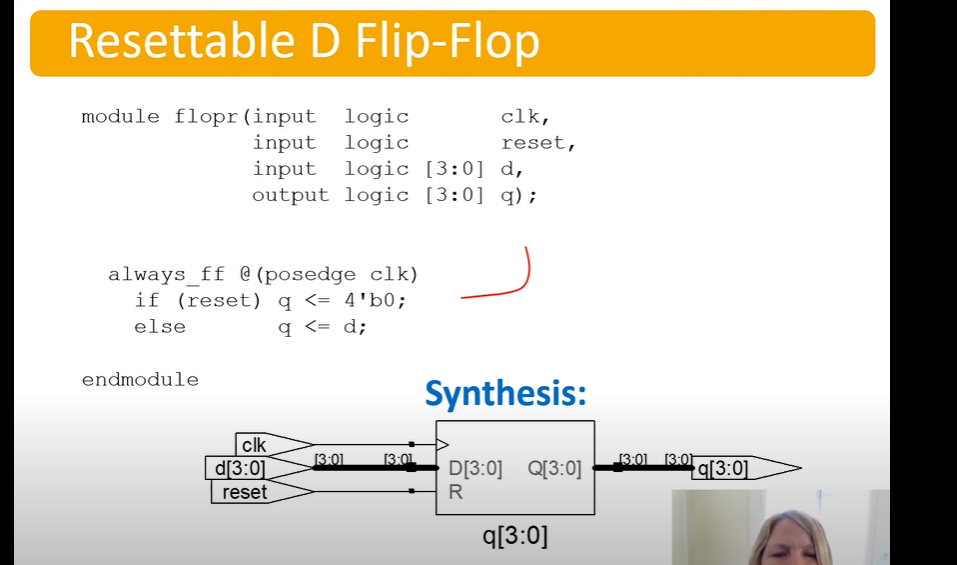 Resettable D Flip-Flop
module flopr(input logic clk,
input logic reset,
input logic [3:0] d,
output logic [3:0] q);
always_ff @(posedge clk)
if (reset) q <= 4'b0;
else q <= d;
endmodule
Synthesis:
clk
d[3:0] [3:0] [3:0] D[3:0] Q[3:0] [3:0] [3:0] q[3:0]
reset R
q[3:0]